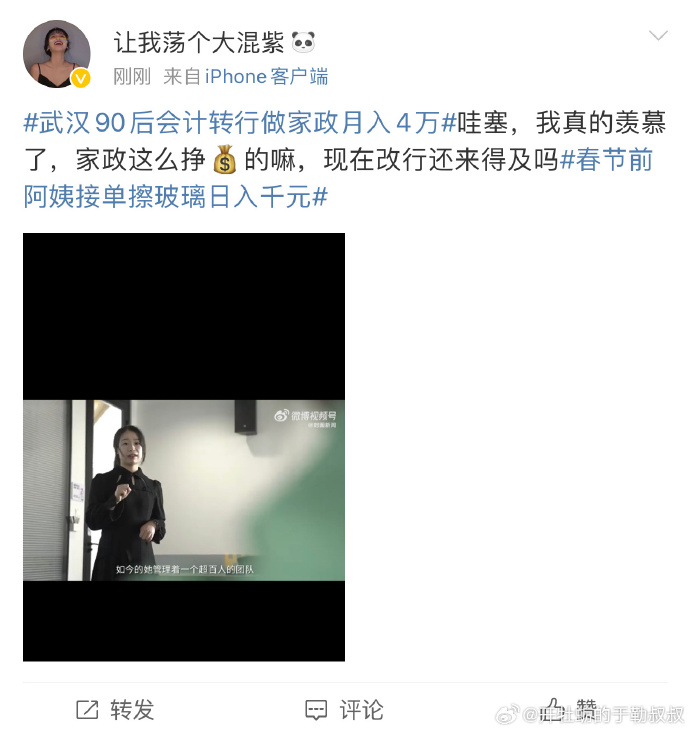 让我荡个大混紫🐼
刚刚 来自 iPhone客户端
#武汉90后会计转行做家政月入4万#哇塞，我真的羡慕
了，家政这么挣💰的嘛，现在改行还来得及吗#春节前
阿姨接单擦玻璃日入千元#
微博视频号
如今的她管理着一个超百人的团队
转发
评论
赞
的于勒叔叔